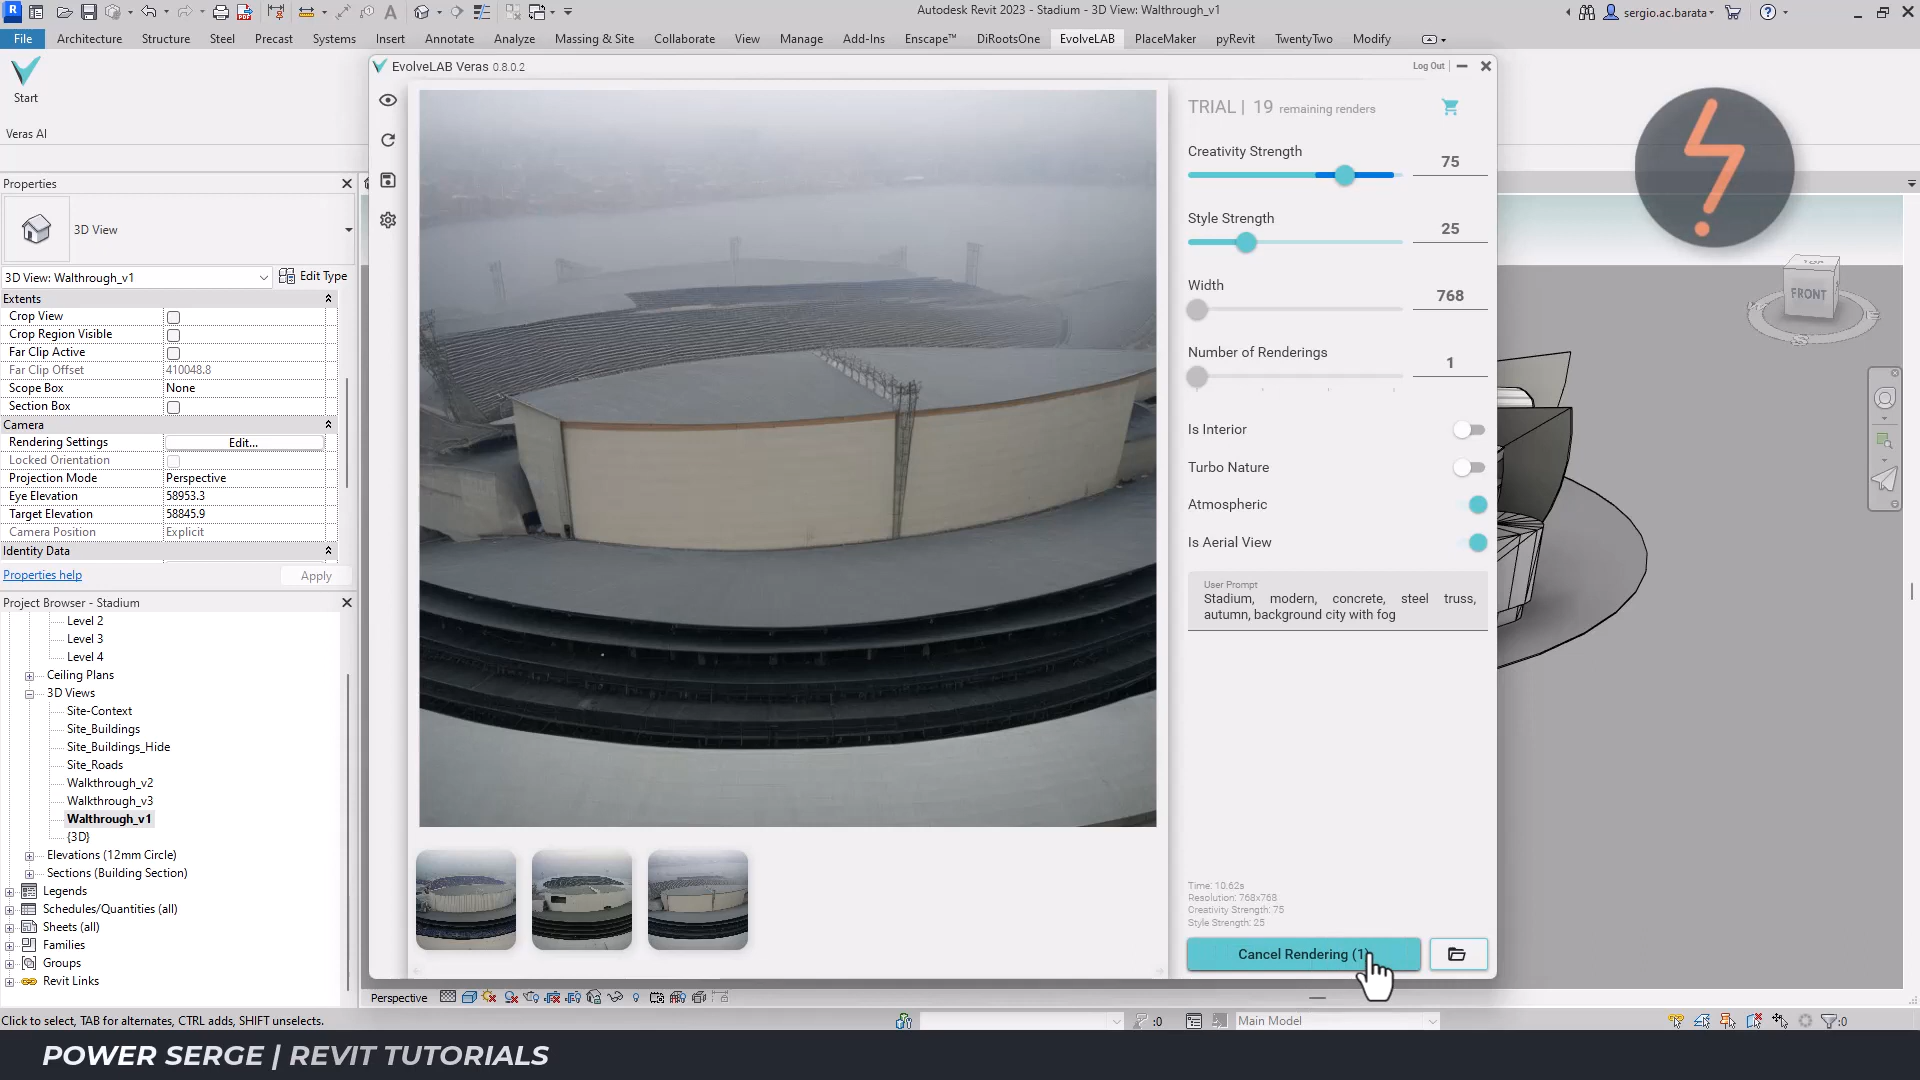 Autodesk Revit 2023 - Stadium - 3D View: Walthrough_v1
sergio.ac.barata
File Architecture Structure Steel Precast Systems Insert Annotate Analyze Massing & Site Collaborate View Manage Add-Ins Enscape™ DiRootsOne EvolveLAB PlaceMaker pyRevit TwentyTwo Modify
Start
Veras AI
EvolveLAB Veras 0.8.0.2
Log Out
TRIAL | 19 remaining renders
Creativity Strength
75
Style Strength
25
Width
768
Number of Renderings
1
Is Interior
Turbo Nature
Atmospheric
Is Aerial View
User Prompt
Stadium, modern, concrete, steel truss,
autumn, background city with fog
Time: 10.62s
Resolution: 768x768
Creativity Strength: 75
Style Strength: 25
Cancel Rendering (1)
Properties
3D View
3D View: Walthrough_v1
Edit Type
Extents
Crop View
Crop Region Visible
Far Clip Active
Far Clip Offset 410048.8
Scope Box None
Section Box
Camera
Rendering Settings Edit...
Locked Orientation
Projection Mode Perspective
Eye Elevation 58953.3
Target Elevation 58845.9
Camera Position Explicit
Identity Data
Properties help
Apply
Project Browser - Stadium
Level 2
Level 3
Level 4
Ceiling Plans
3D Views
Site-Context
Site_Buildings
Site_Buildings_Hide
Site_Roads
Walkthrough_v2
Walkthrough_v3
Walthrough_v1
{3D}
Elevations (12mm Circle)
Sections (Building Section)
Legends
Schedules/Quantities (all)
Sheets (all)
Families
Groups
Revit Links
TOP
FRONT
Perspective
Click to select, TAB for alternates, CTRL adds, SHIFT unselects.
:0
Main Model
:0
POWER SERGE | REVIT TUTORIALS